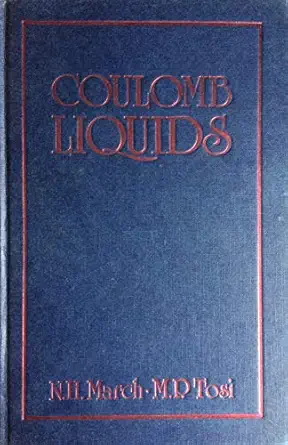 COULOMB
LIQUIDS
N.H. March · M.P. Tosi